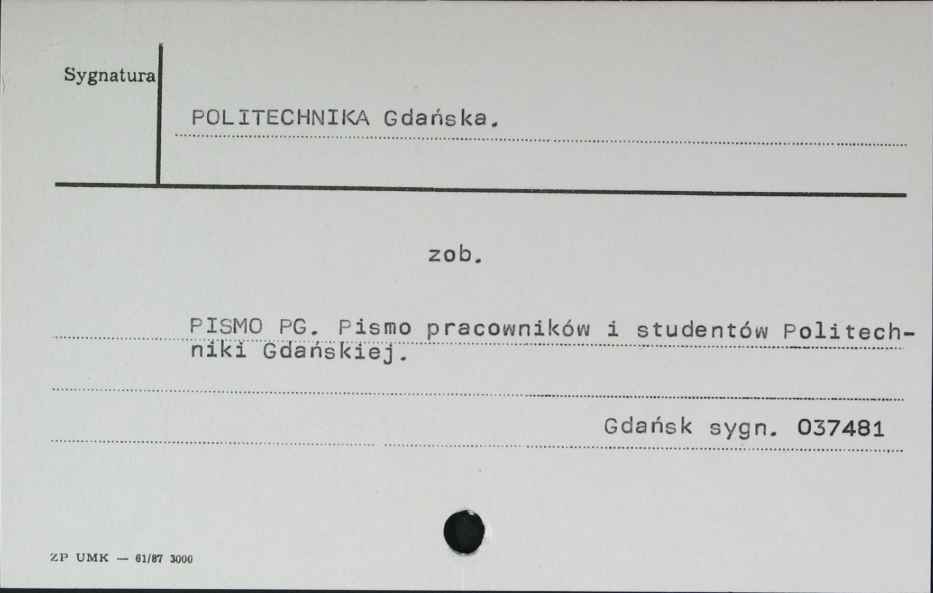 Sygnatura
POLITECHNIKA Gdańska.
zob.
PISMO PG. Pismo pracowników i studentów Politech-
niki Gdańskiej.
Gdańsk sygn. 037481
ZP UMK — 61/87 3000